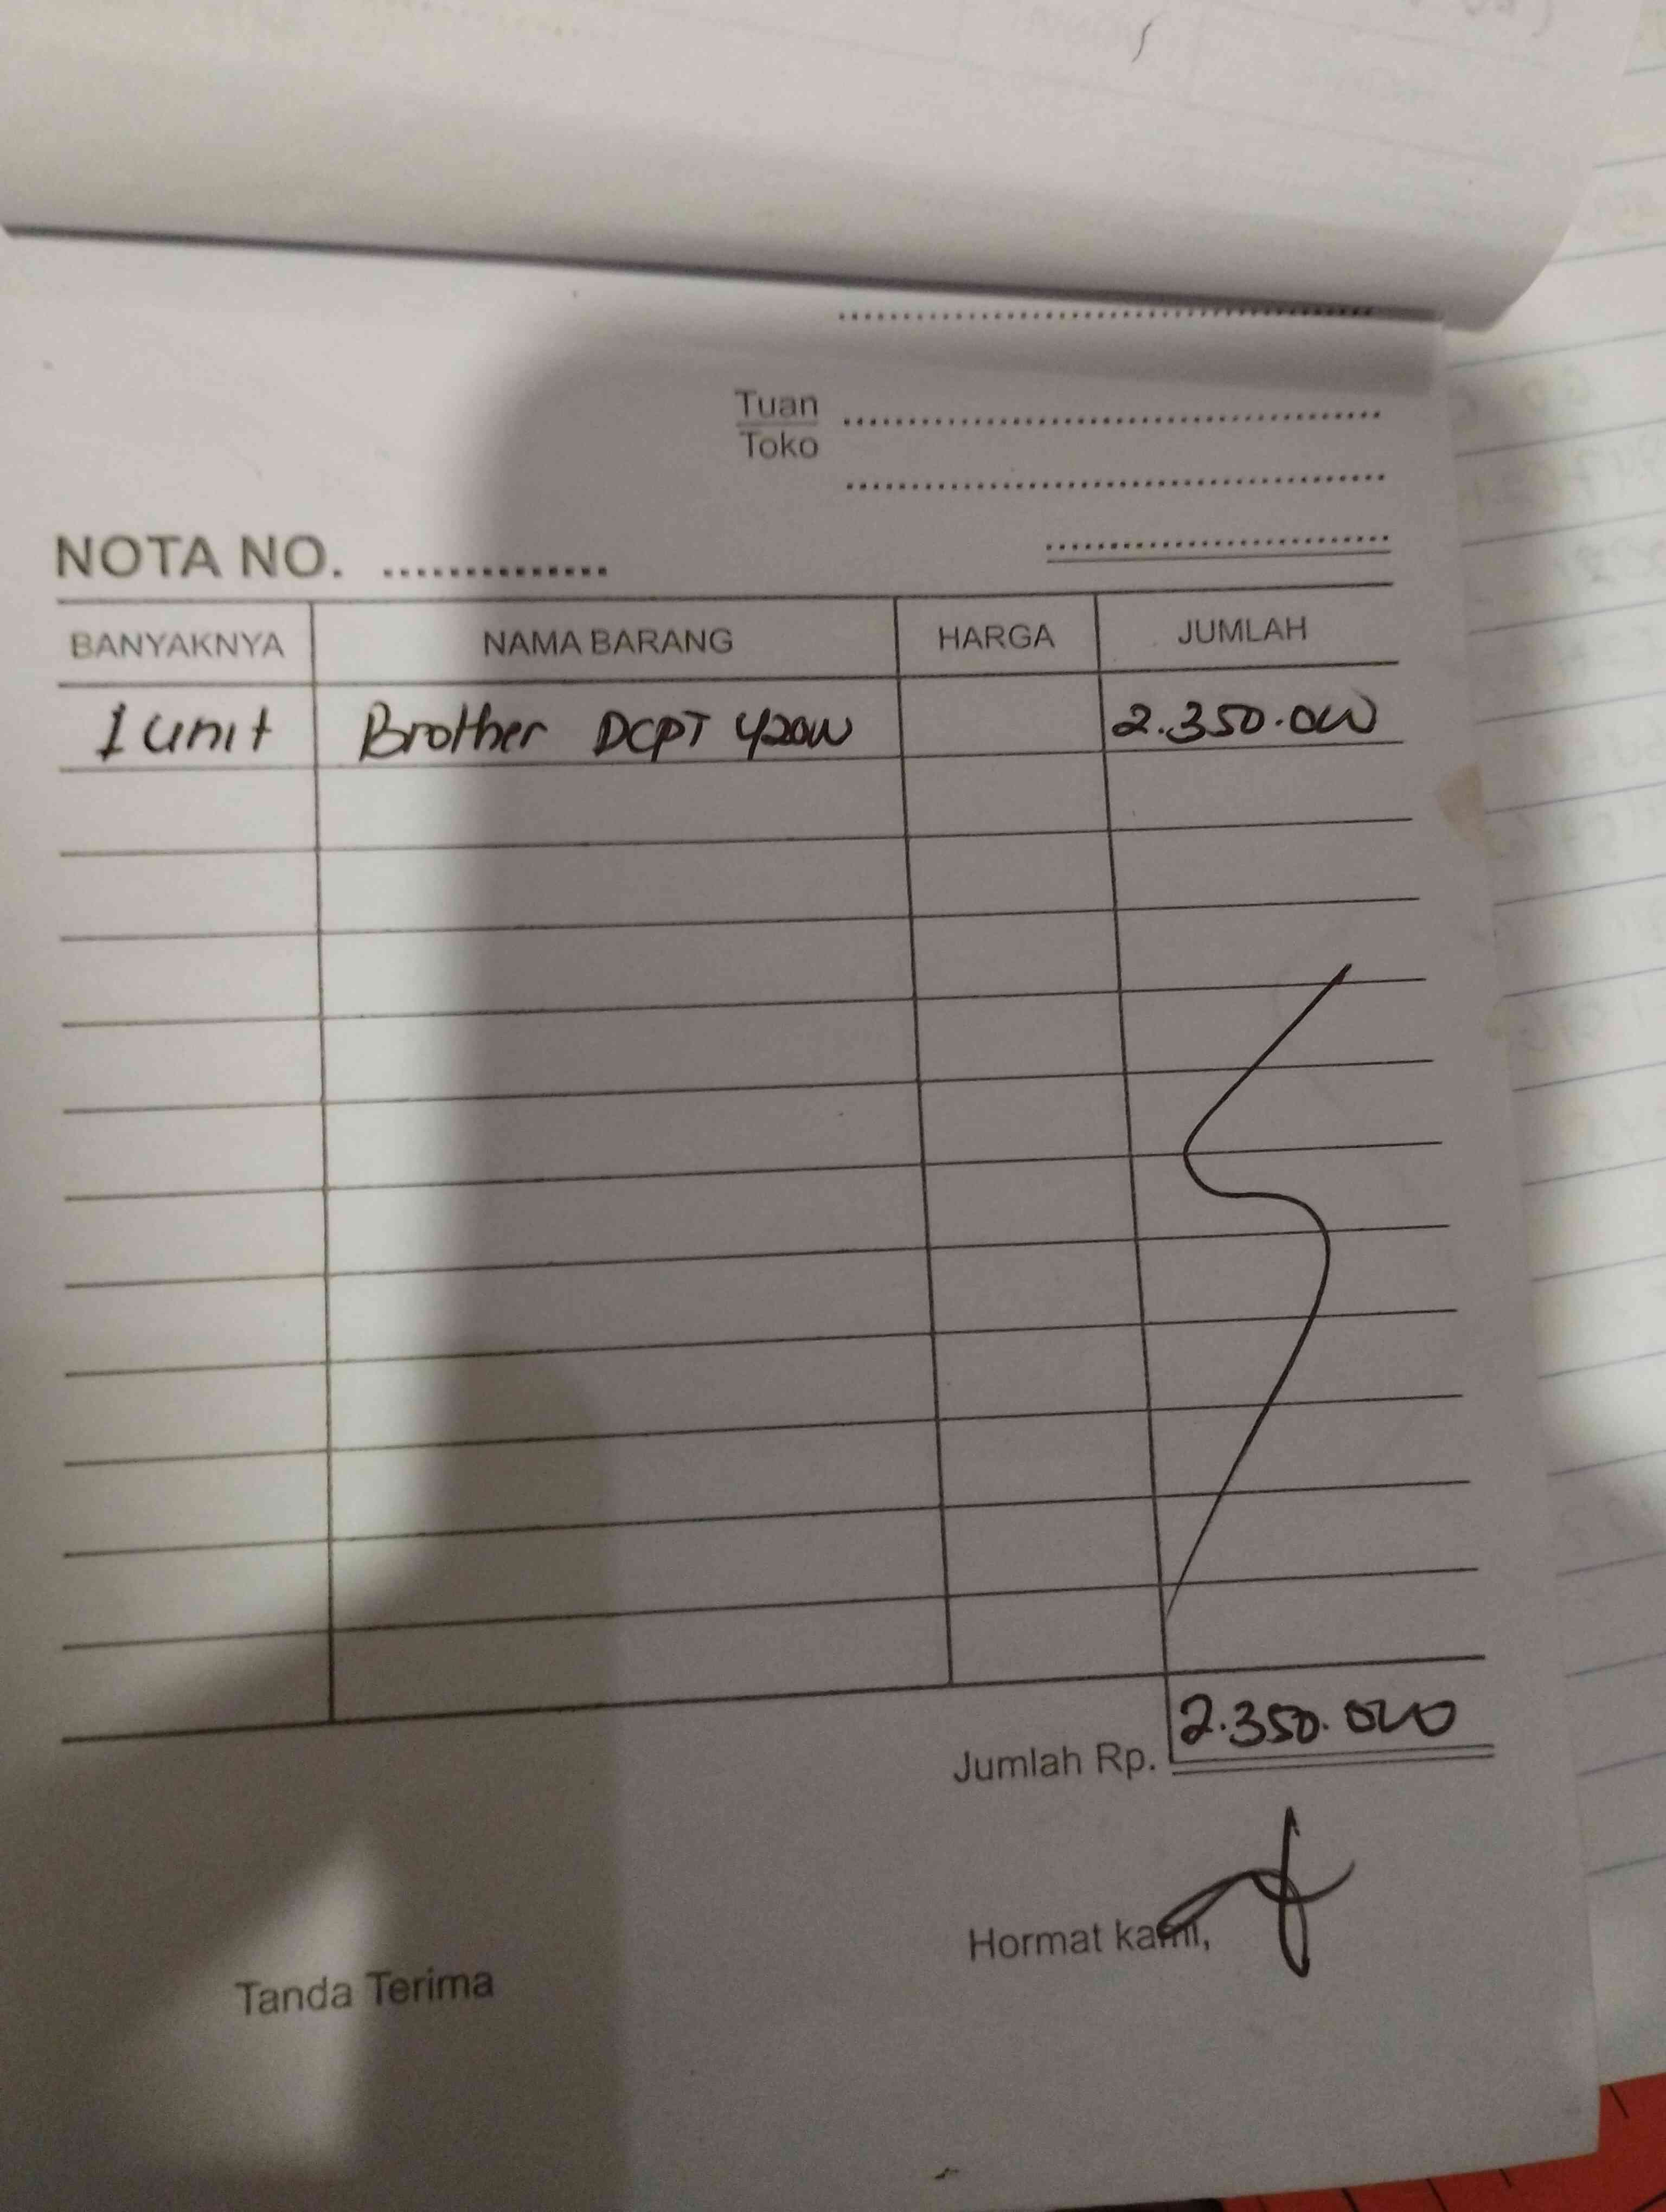 Tuan
Toko
NOTA NO.
BANYAKNYA NAMA BARANG HARGA JUMLAH
1 unit Brother DCPT 420W 2.350.000
Jumlah Rp. 2.350.000
Hormat kami,
Tanda Terima